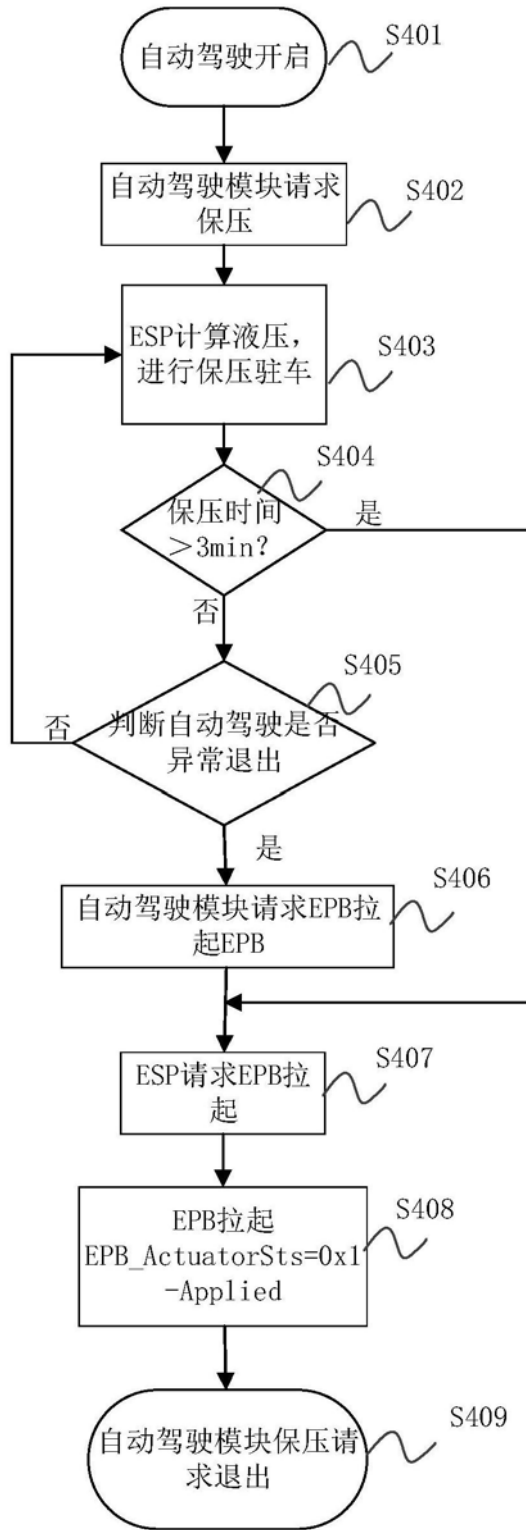 自动驾驶开启
S401
自动驾驶模块请求
保压
S402
ESP计算液压，
进行保压驻车
S403
S404
保压时间
＞3min?
是
否
S405
判断自动驾驶是否
异常退出
否
是
S406
自动驾驶模块请求EPB拉
起EPB
S407
ESP请求EPB拉
起
S408
EPB拉起
EPB_ActuatorSts=0x1
-Applied
S409
自动驾驶模块保压请
求退出